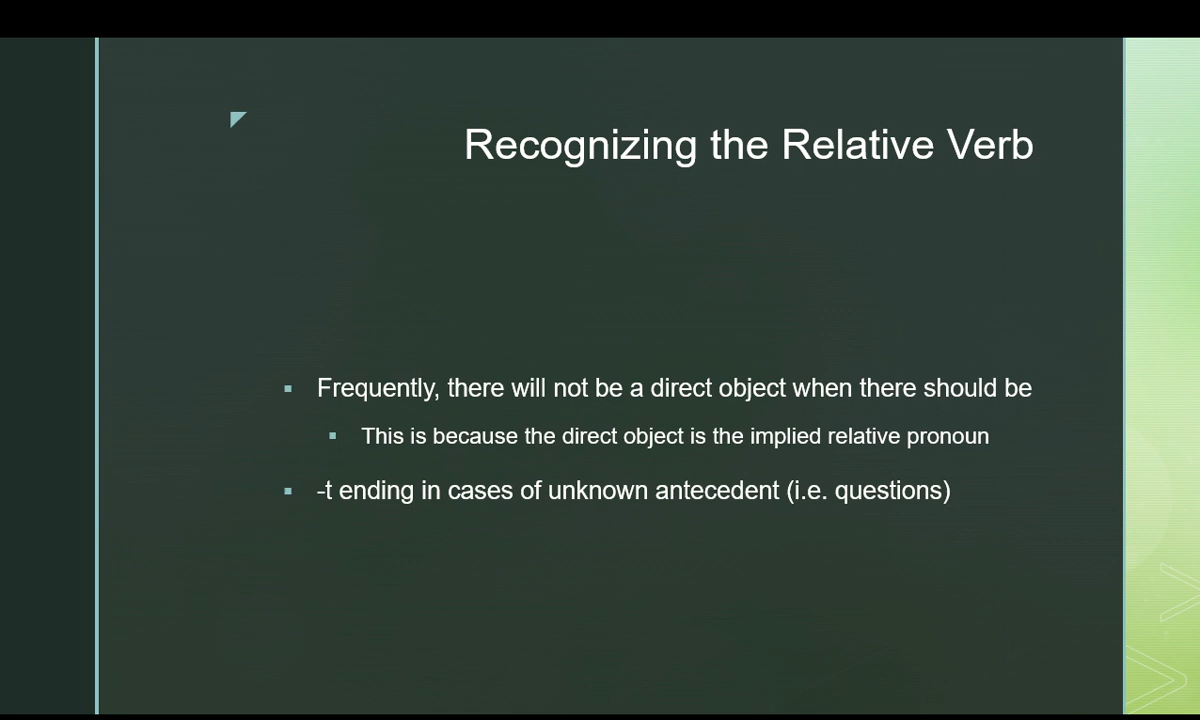 Recognizing the Relative Verb
Frequently, there will not be a direct object when there should be
This is because the direct object is the implied relative pronoun
-t ending in cases of unknown antecedent (i.e. questions)